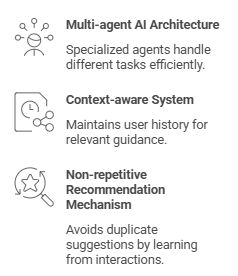 Multi-agent AI Architecture
Specialized agents handle
different tasks efficiently.
Context-aware System
Maintains user history for
relevant guidance.
Non-repetitive
Recommendation
Mechanism
Avoids duplicate
suggestions by learning
from interactions.